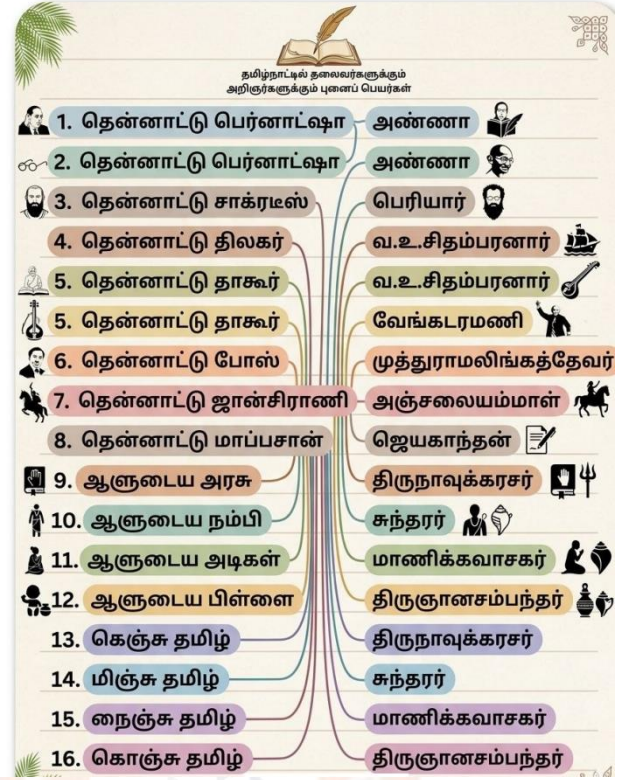 தமிழ்நாட்டில் தலைவர்களுக்கும்
அறிஞர்களுக்கும் புனைப் பெயர்கள்
1. தென்னாட்டு பெர்னாட்ஷா அண்ணா
2. தென்னாட்டு பெர்னாட்ஷா அண்ணா
3. தென்னாட்டு சாக்ரடீஸ் பெரியார்
4. தென்னாட்டு திலகர் வ.உ.சிதம்பரனார்
5. தென்னாட்டு தாகூர் வ.உ.சிதம்பரனார்
5. தென்னாட்டு தாகூர் வேங்கடரமணி
6. தென்னாட்டு போஸ் முத்துராமலிங்கத்தேவர்
7. தென்னாட்டு ஜான்சிராணி அஞ்சலையம்மாள்
8. தென்னாட்டு மாப்பசான் ஜெயகாந்தன்
9. ஆளுடைய அரசு திருநாவுக்கரசர்
10. ஆளுடைய நம்பி சுந்தரர்
11. ஆளுடைய அடிகள் மாணிக்கவாசகர்
12. ஆளுடைய பிள்ளை திருஞானசம்பந்தர்
13. கெஞ்சு தமிழ் திருநாவுக்கரசர்
14. மிஞ்சு தமிழ் சுந்தரர்
15. நைஞ்சு தமிழ் மாணிக்கவாசகர்
16. கொஞ்சு தமிழ் திருஞானசம்பந்தர்